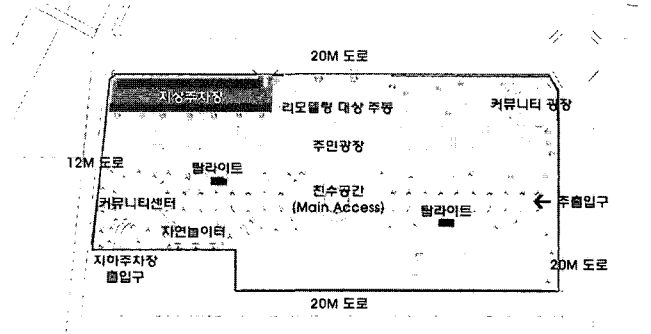 20M 도로
지상주차장
리모델링 대상 주동
커뮤니티 광장
주민광장
12M 도로
탑라이트
친수공간
(Main Access)
커뮤니티센터
탑라이트
주출입구
자연놀이터
지하주차장
출입구
20M 도로
20M 도로